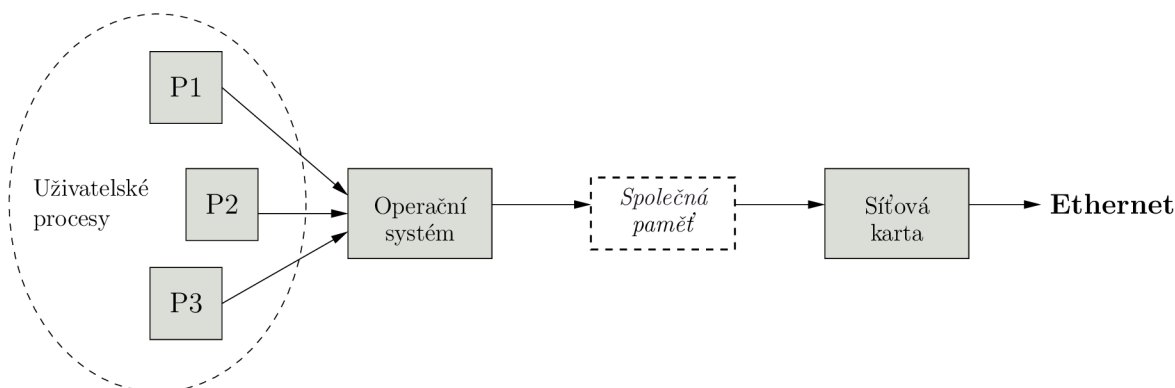 P1
Uživatelské
procesy
P2
P3
Operační
systém
Společná
paměť
Síťová
karta
Ethernet